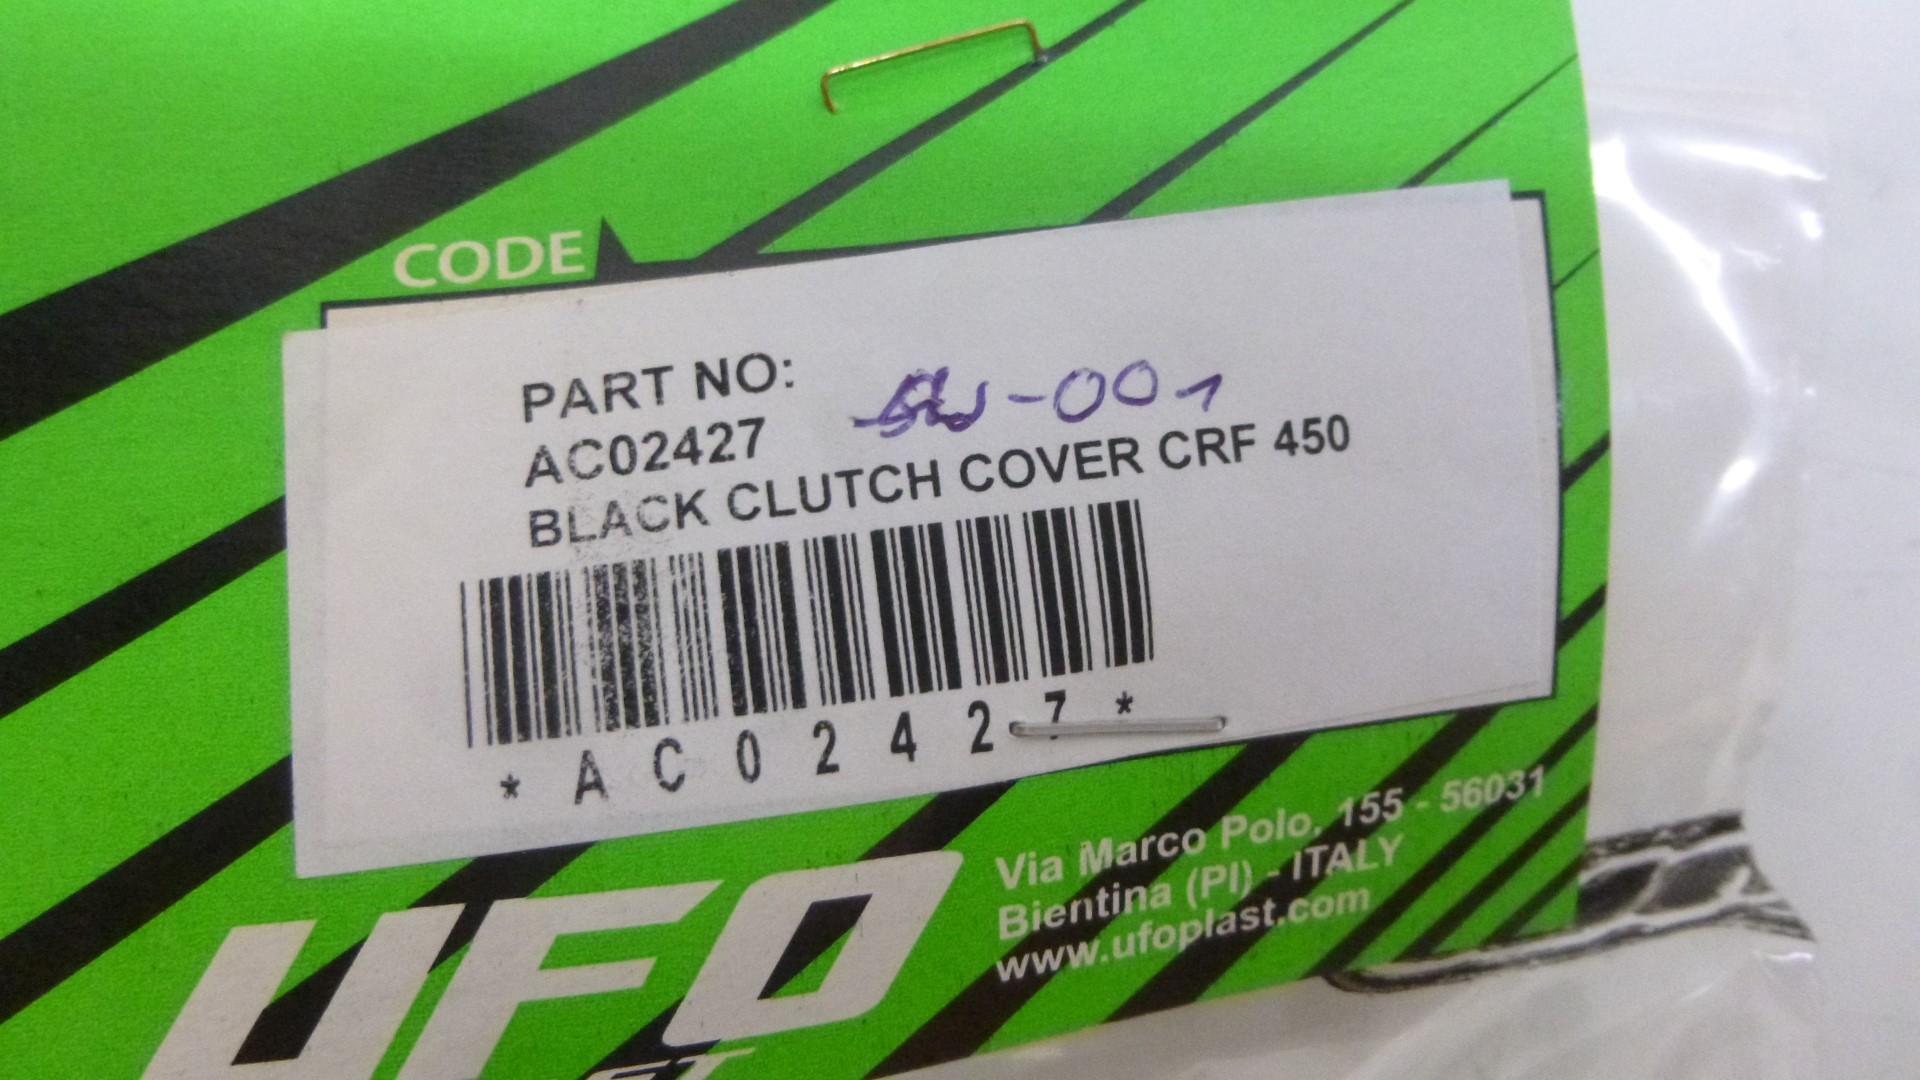 CODE
PART NO:
-001
AC02427
BLACK CLUTCH COVER CRF 450
* A C 0 2 4 2 7 *
UFO
Via Marco Polo, 155 - 56031
Bientina (PI) - ITALY
www.ufoplast.com